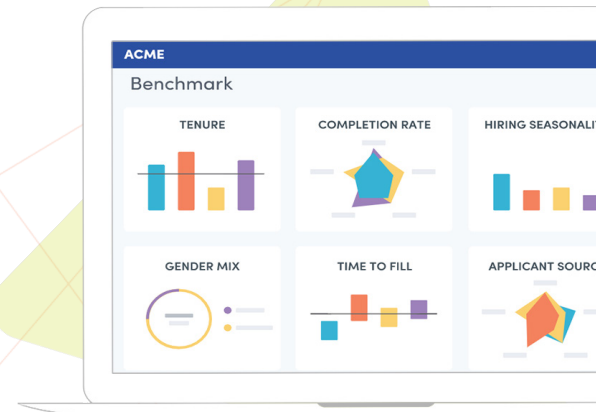 ACME
Benchmark
TENURE
COMPLETION RATE
HIRING SEASONALI
GENDER MIX
TIME TO FILL
APPLICANT SOURC